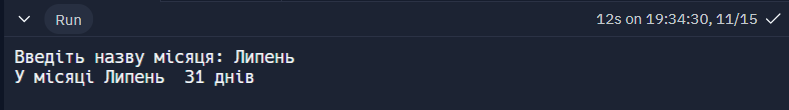 Run
12s on 19:34:30, 11/15
Введіть назву місяця: Липень
У місяці Липень  31 днів